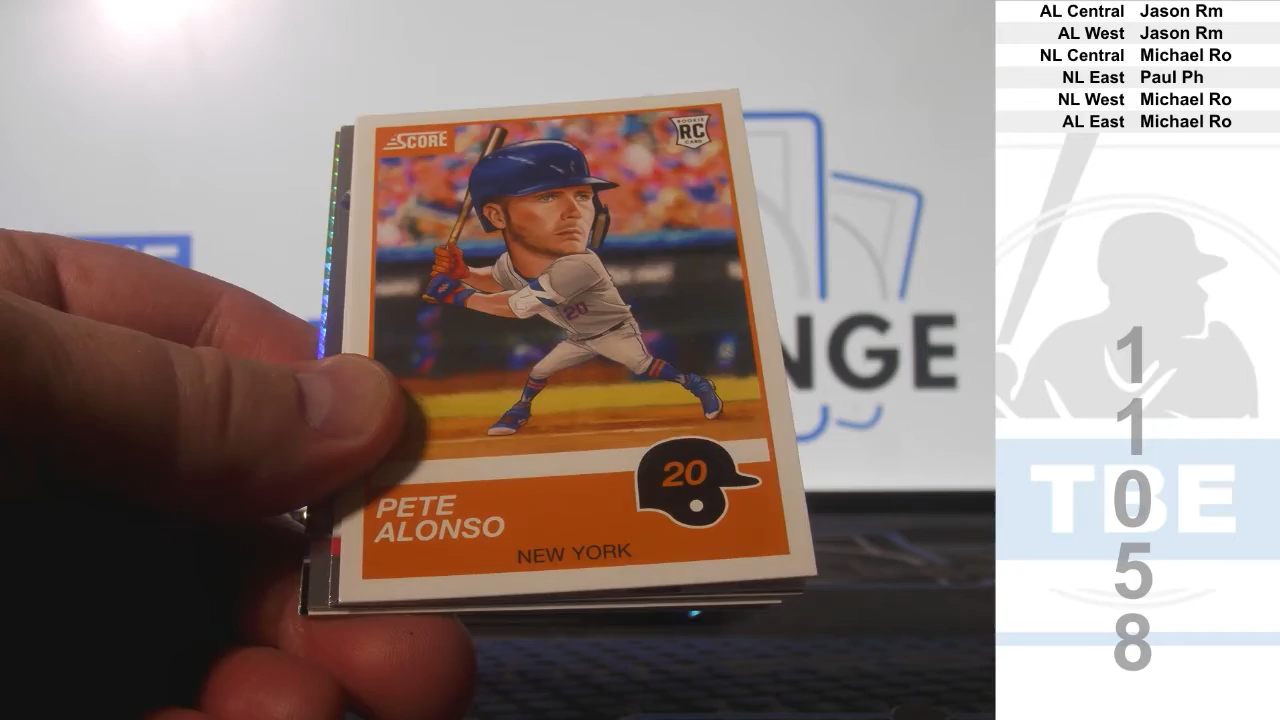 AL Central Jason Rm
AL West Jason Rm
NL Central Michael Ro
NL East Paul Ph
NL West Michael Ro
AL East Michael Ro
SCORE
ROOKIE
RC
CARD
20
20
PETE
ALONSO
NEW YORK
NGE
TBE
1
1
0
5
8